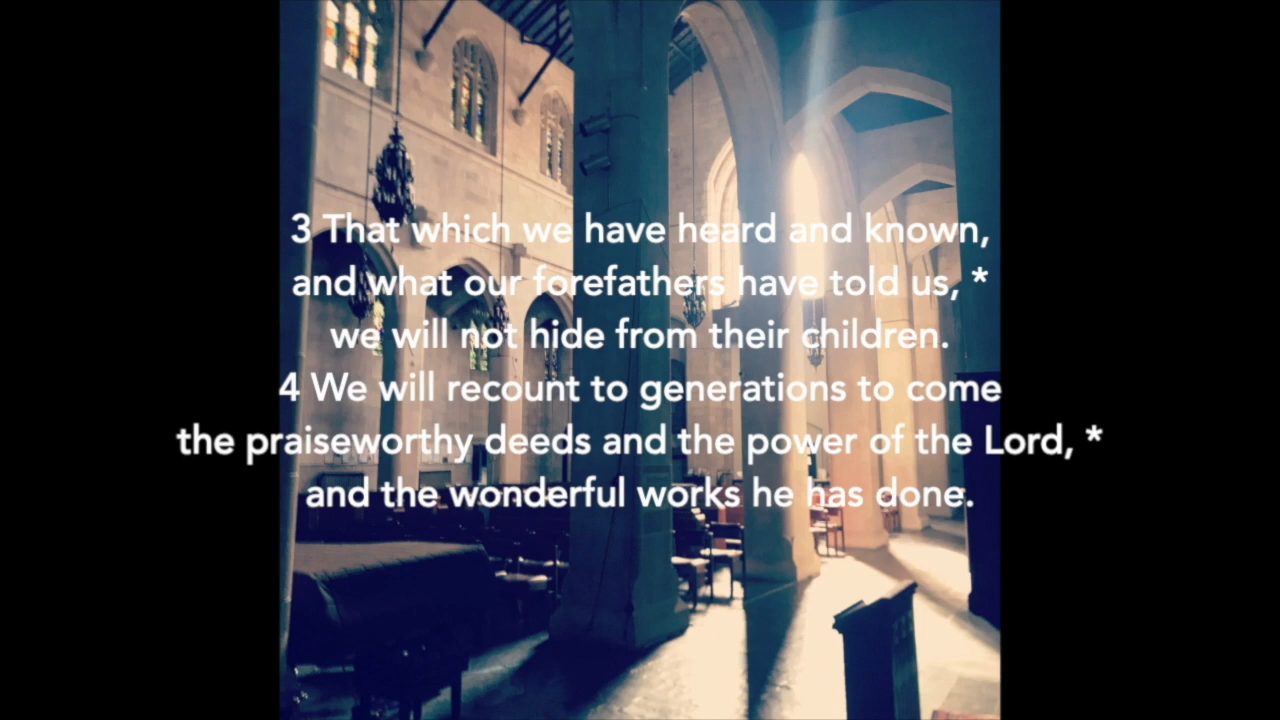 3 That which we have heard and known,
and what our forefathers have told us, *
we will not hide from their children.
4 We will recount to generations to come
the praiseworthy deeds and the power of the Lord, *
and the wonderful works he has done.